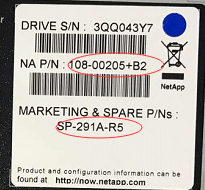 DRIVE S/N : 3QQ043Y7
NA P/N : 108-00205+B2
NetApp
MARKETING & SPARE P/Ns :
SP-291A-R5
Product and configuration information can be
found at now.netapp.com